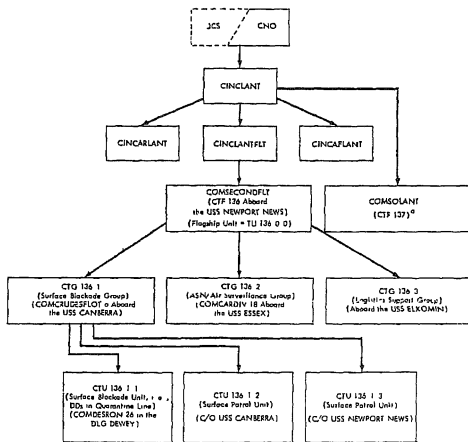 JCS
CNO
CINCLANT
CINCARLANT
CINCLANTFLT
CINCAFLANT
COMSECONDFLT
(CTF 136 Aboard
the USS NEWPORT NEWS)
(Flagship Unit = TU 136 0 0)
COMSOLANT
(CTF 137) a
CTG 136 1
(Surface Blockade Group)
(COMCRUDESFLOT 6 Aboard
the USS CANBERRA)
CTG 136 2
(ASW/Air Surveillance Group)
(COMCARDIV 18 Aboard
the USS ESSEX)
CTG 136 3
(Logistics Support Group)
(Aboard the USS ELKOMIN)
CTU 136 1 1
(Surface Blockade Unit, i e ,
DDs in Quarantine Line)
(COMDESRON 26 in the
DLG DEWEY)
CTU 136 1 2
(Surface Patrol Unit)
(C/O USS CANBERRA)
CTU 136 1 3
(Surface Patrol Unit)
(C/O USS NEWPORT NEWS)